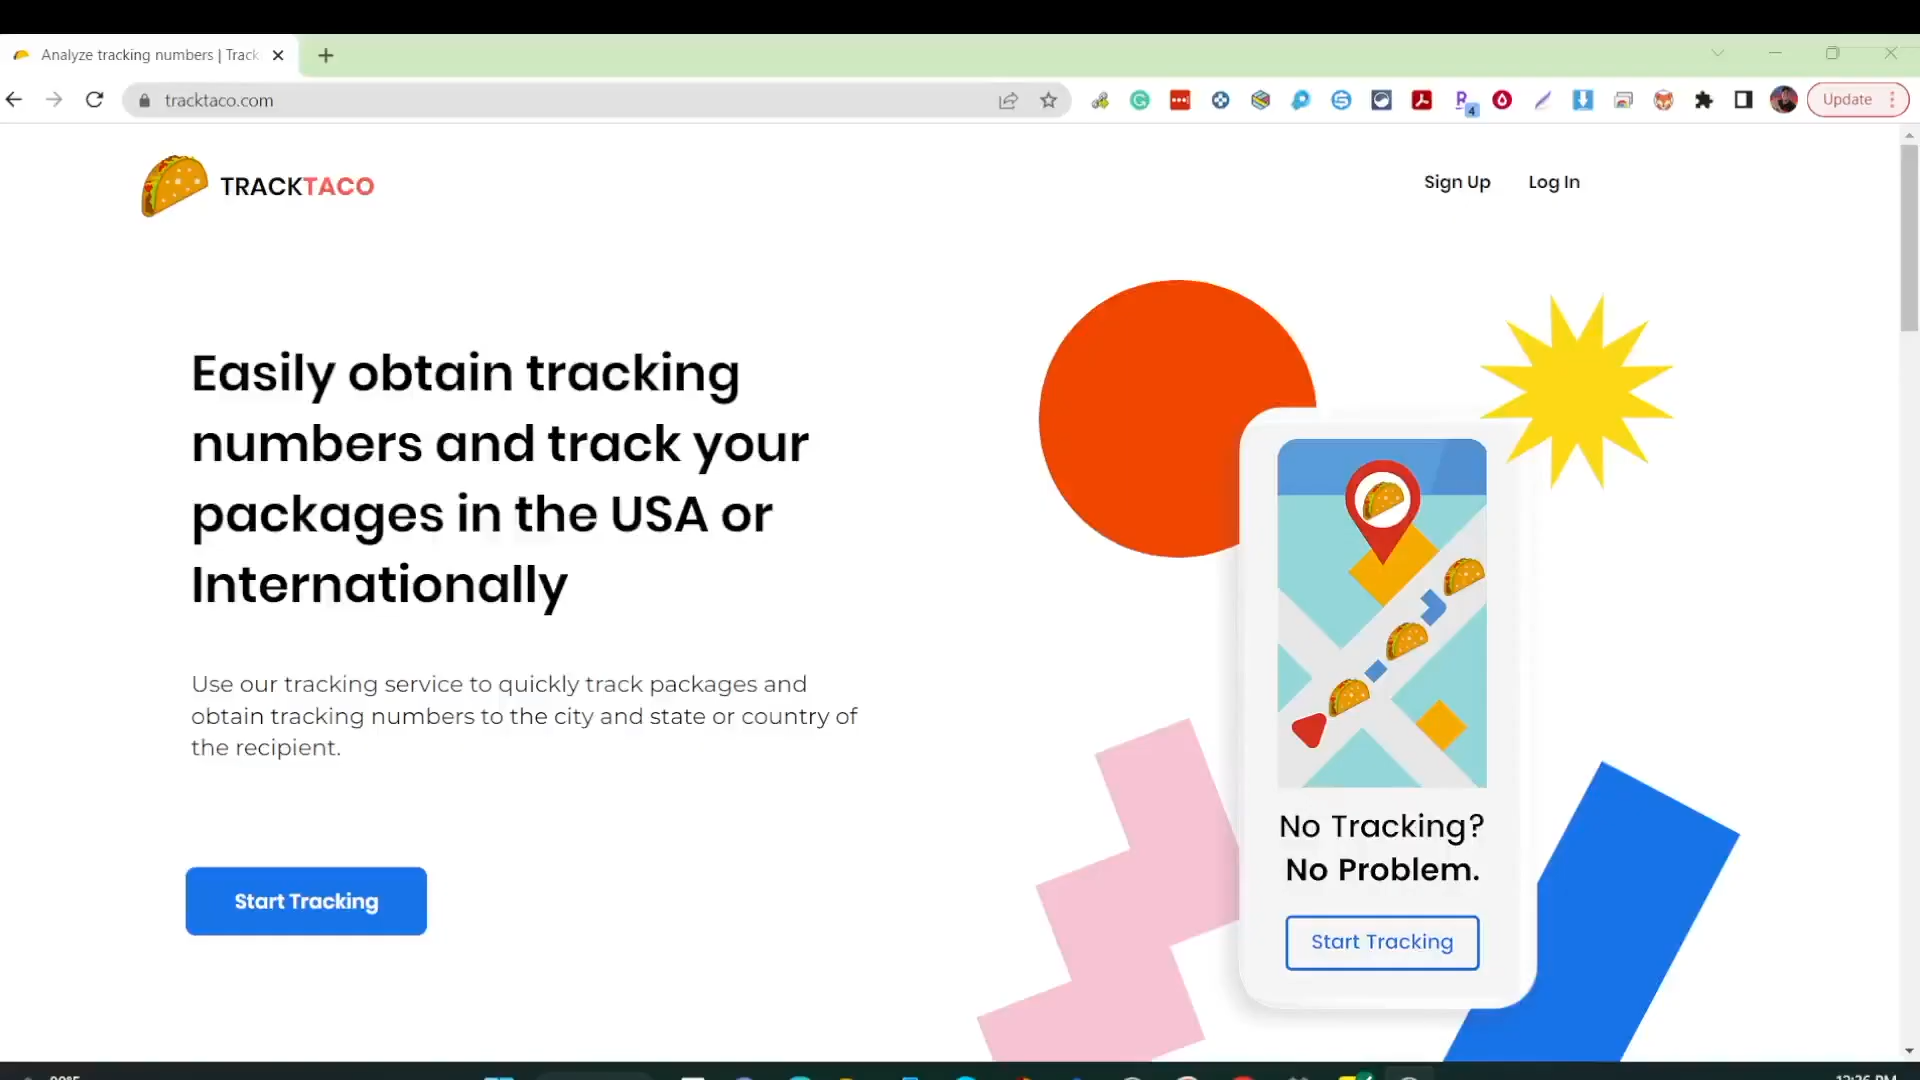 Analyze tracking numbers | Track
tracktaco.com
4
Update
TRACKTACO
Sign Up
Log In
Easily obtain tracking
numbers and track your
packages in the USA or
Internationally
Use our tracking service to quickly track packages and
obtain tracking numbers to the city and state or country of
the recipient.
Start Tracking
No Tracking?
No Problem.
Start Tracking